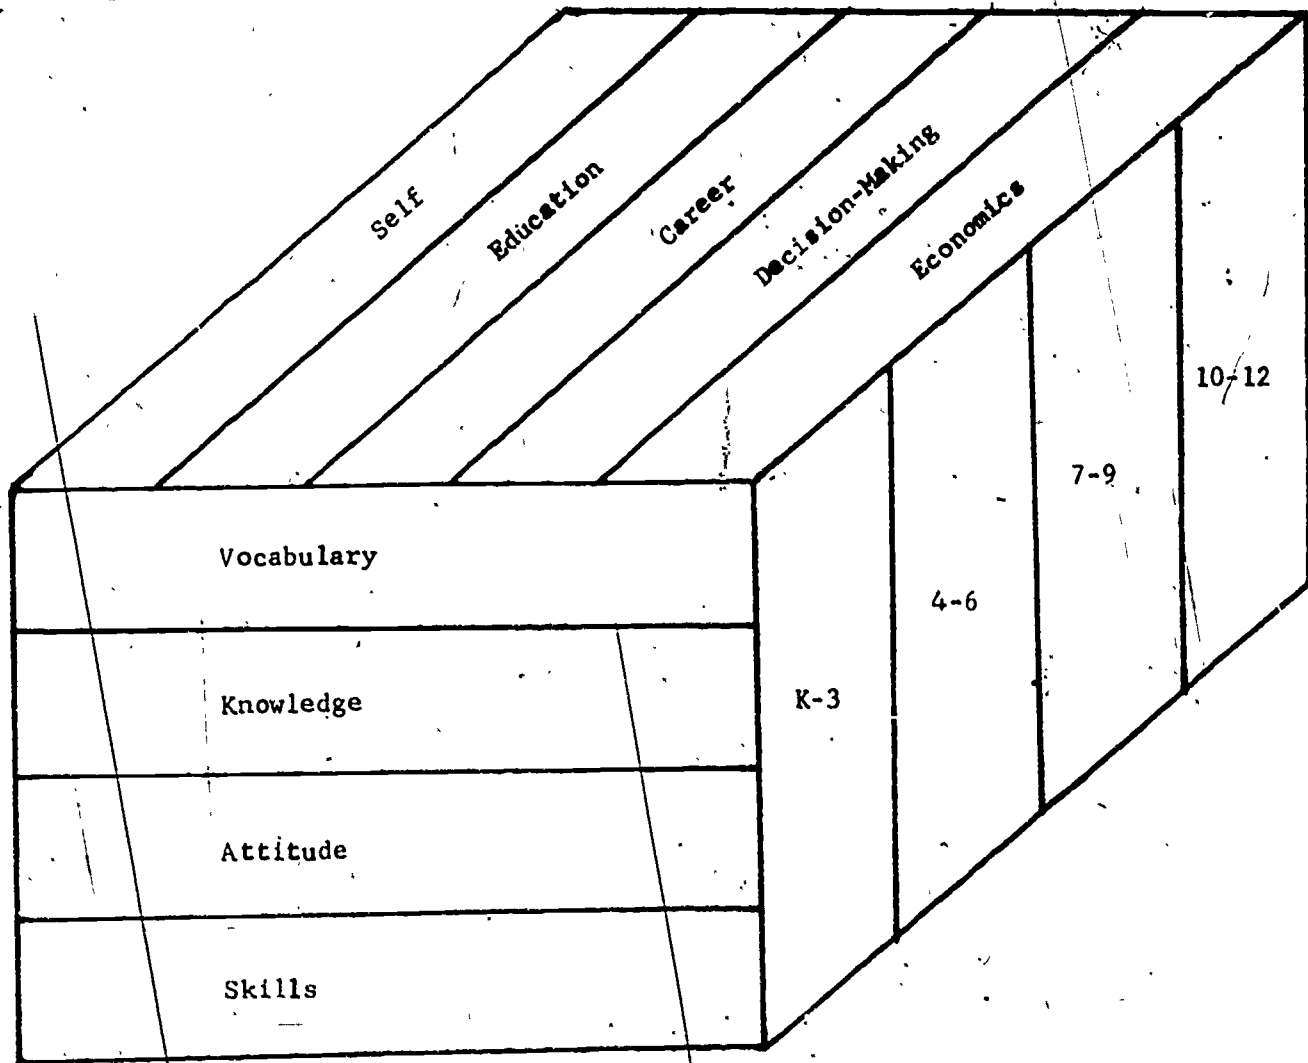 Self
Education
Career
Decision-Making
Economics
Vocabulary
Knowledge
Attitude
Skills
K-3
4-6
7-9
10-12